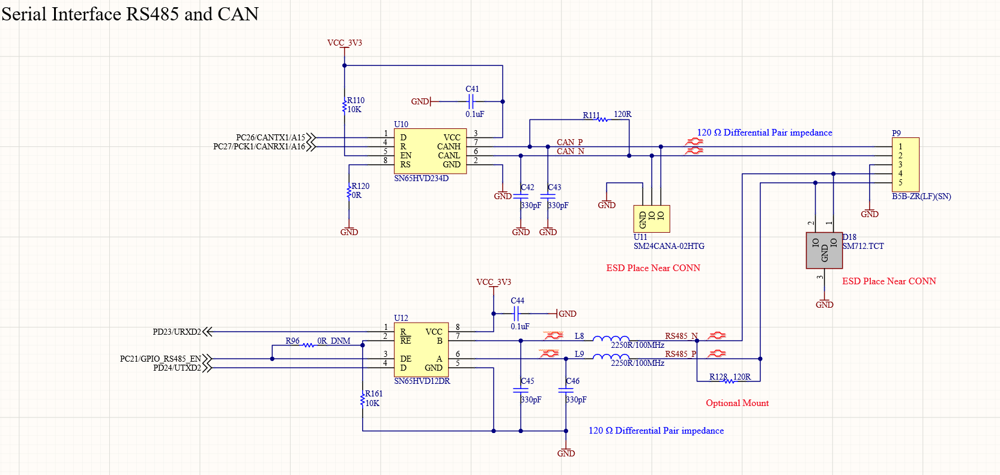 Serial Interface RS485 and CAN
VCC_3V3
C41
GND
0.1uF
R110
10K
U10
PC26/CANTX1/A15
PC27/PCK1/CANRX1/A16
1 D VCC 3
4 R CANH 7
5 EN CANL 6
8 RS GND 2
SN65HVD234D
R120
0R
GND
GND
R111 120R
CAN_P
CAN_N
120 Ω Differential Pair impedance
C42
330pF
GND
C43
330pF
GND
GND
GND IO IO
U11
SM24CANA-02HTG
ESD Place Near CONN
P9
1
2
3
4
5
B5B-ZR(LF)(SN)
GND
2 1
IO GND IO
D18
SM712.TCT
3
ESD Place Near CONN
GND
VCC_3V3
C44
GND
0.1uF
U12
PD23/URXD2
R96 0R_DNM
PC21/GPIO_RS485_EN
PD24/UTXD2
1 R VCC 8
2 RE B 7
3 DE A 6
4 D GND 5
SN65HVD12DR
R161
10K
L8
2250R/100MHz
RS485_N
L9
2250R/100MHz
RS485_P
C45
330pF
C46
330pF
R128 120R
Optional Mount
120 Ω Differential Pair impedance
GND